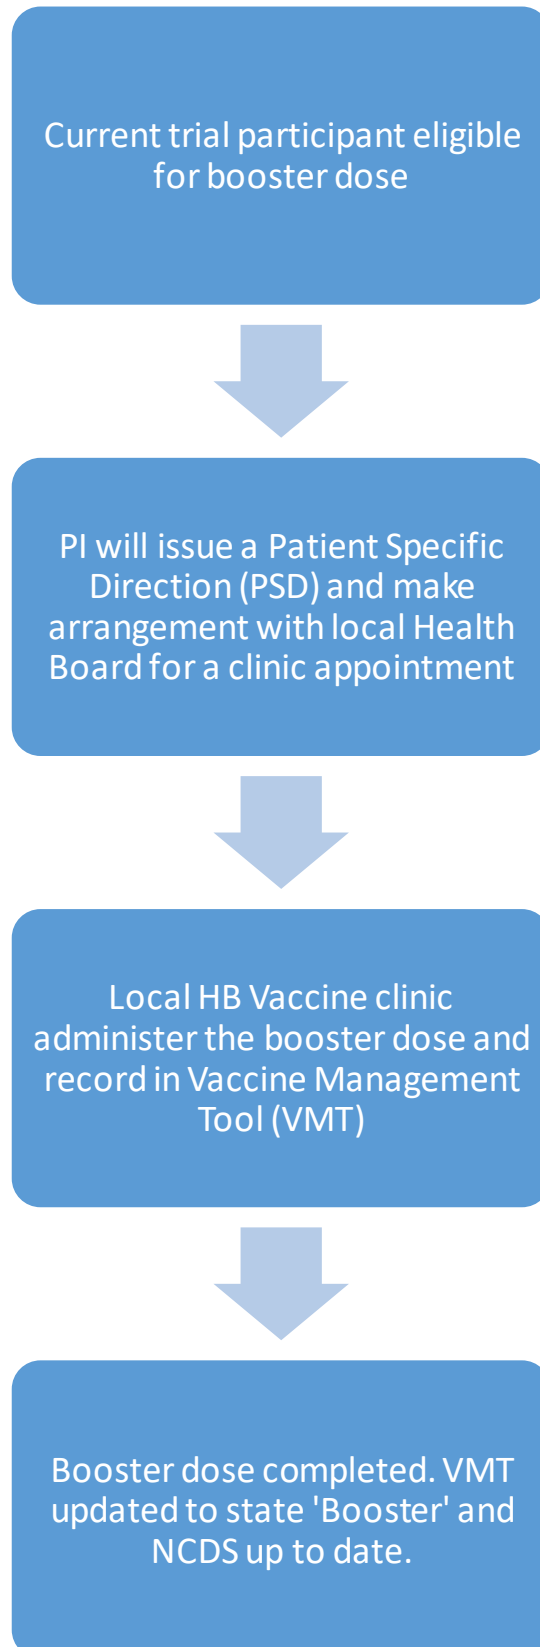 Current trial participant eligible
for booster dose
PI will issue a Patient Specific
Direction (PSD) and make
arrangement with local Health
Board for a clinic appointment
Local HB Vaccine clinic
administer the booster dose and
record in Vaccine Management
Tool (VMT)
Booster dose completed. VMT
updated to state 'Booster' and
NCDS up to date.